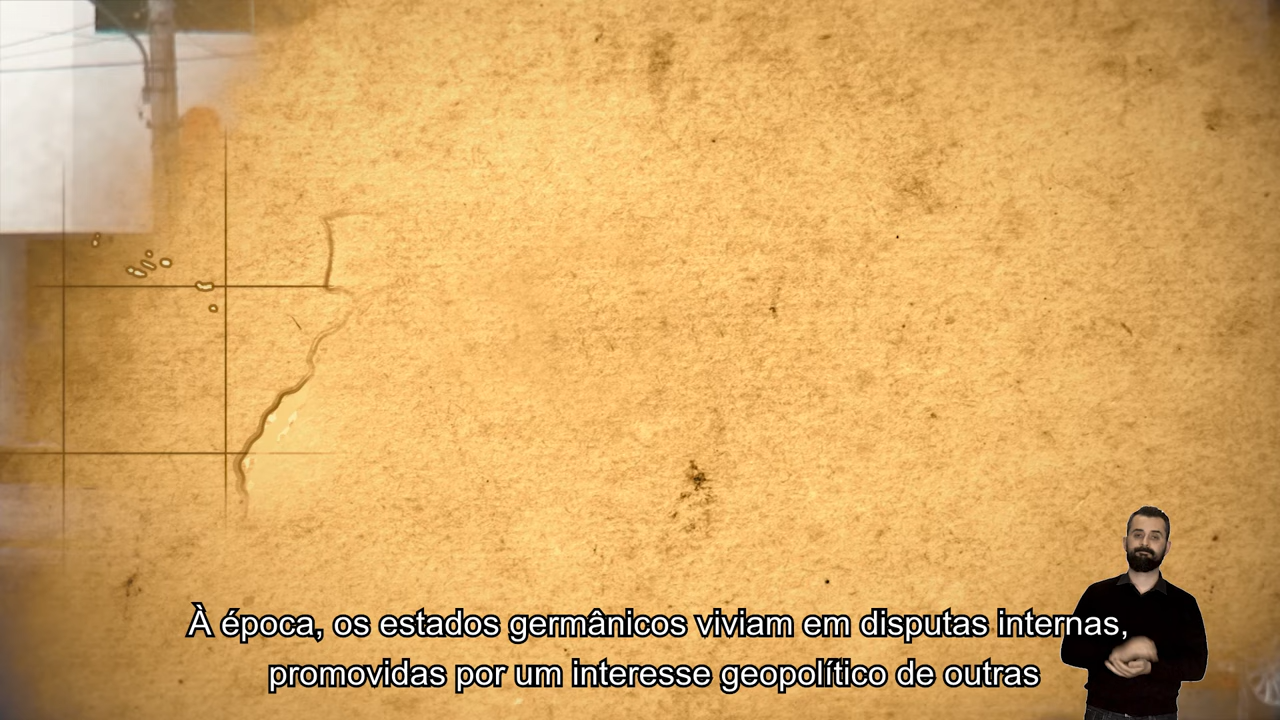 À época, os estados germânicos viviam em disputas internas,
promovidas por um interesse geopolítico de outras